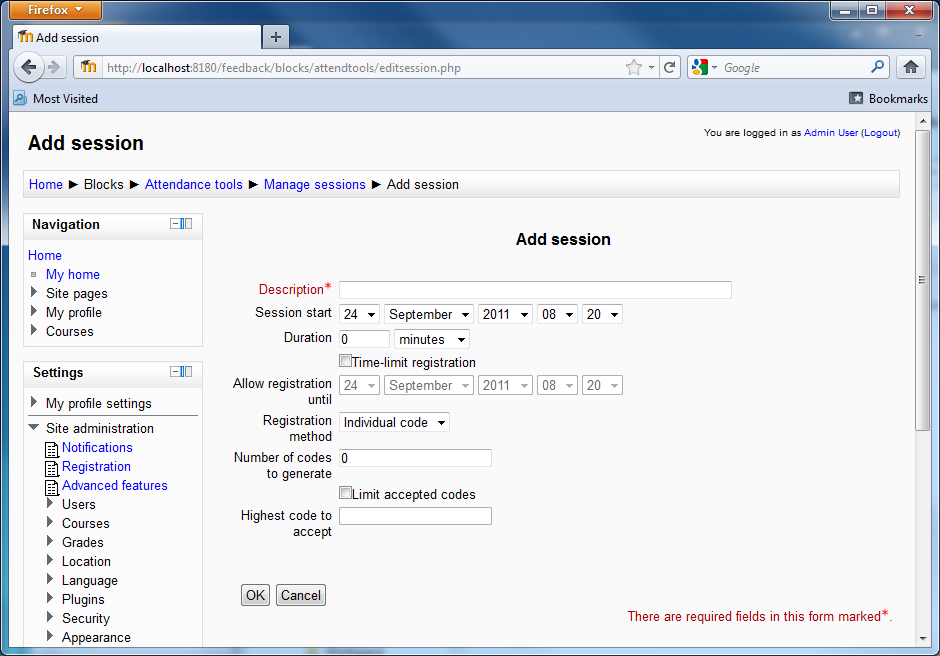 Firefox
Add session
http://localhost:8180/feedback/blocks/attendtools/editsession.php
Google
Most Visited
Bookmarks
Add session
You are logged in as Admin User (Logout)
Home ► Blocks ► Attendance tools ► Manage sessions ► Add session
Navigation
Home
My home
Site pages
My profile
Courses
Settings
My profile settings
Site administration
Notifications
Registration
Advanced features
Users
Courses
Grades
Location
Language
Plugins
Security
Appearance
Add session
Description*
Session start 24 September 2011 08 20
Duration 0 minutes
Time-limit registration
Allow registration 24 September 2011 08 20
until
Registration Individual code
method
Number of codes 0
to generate
Limit accepted codes
Highest code to
accept
OK Cancel
There are required fields in this form marked*.